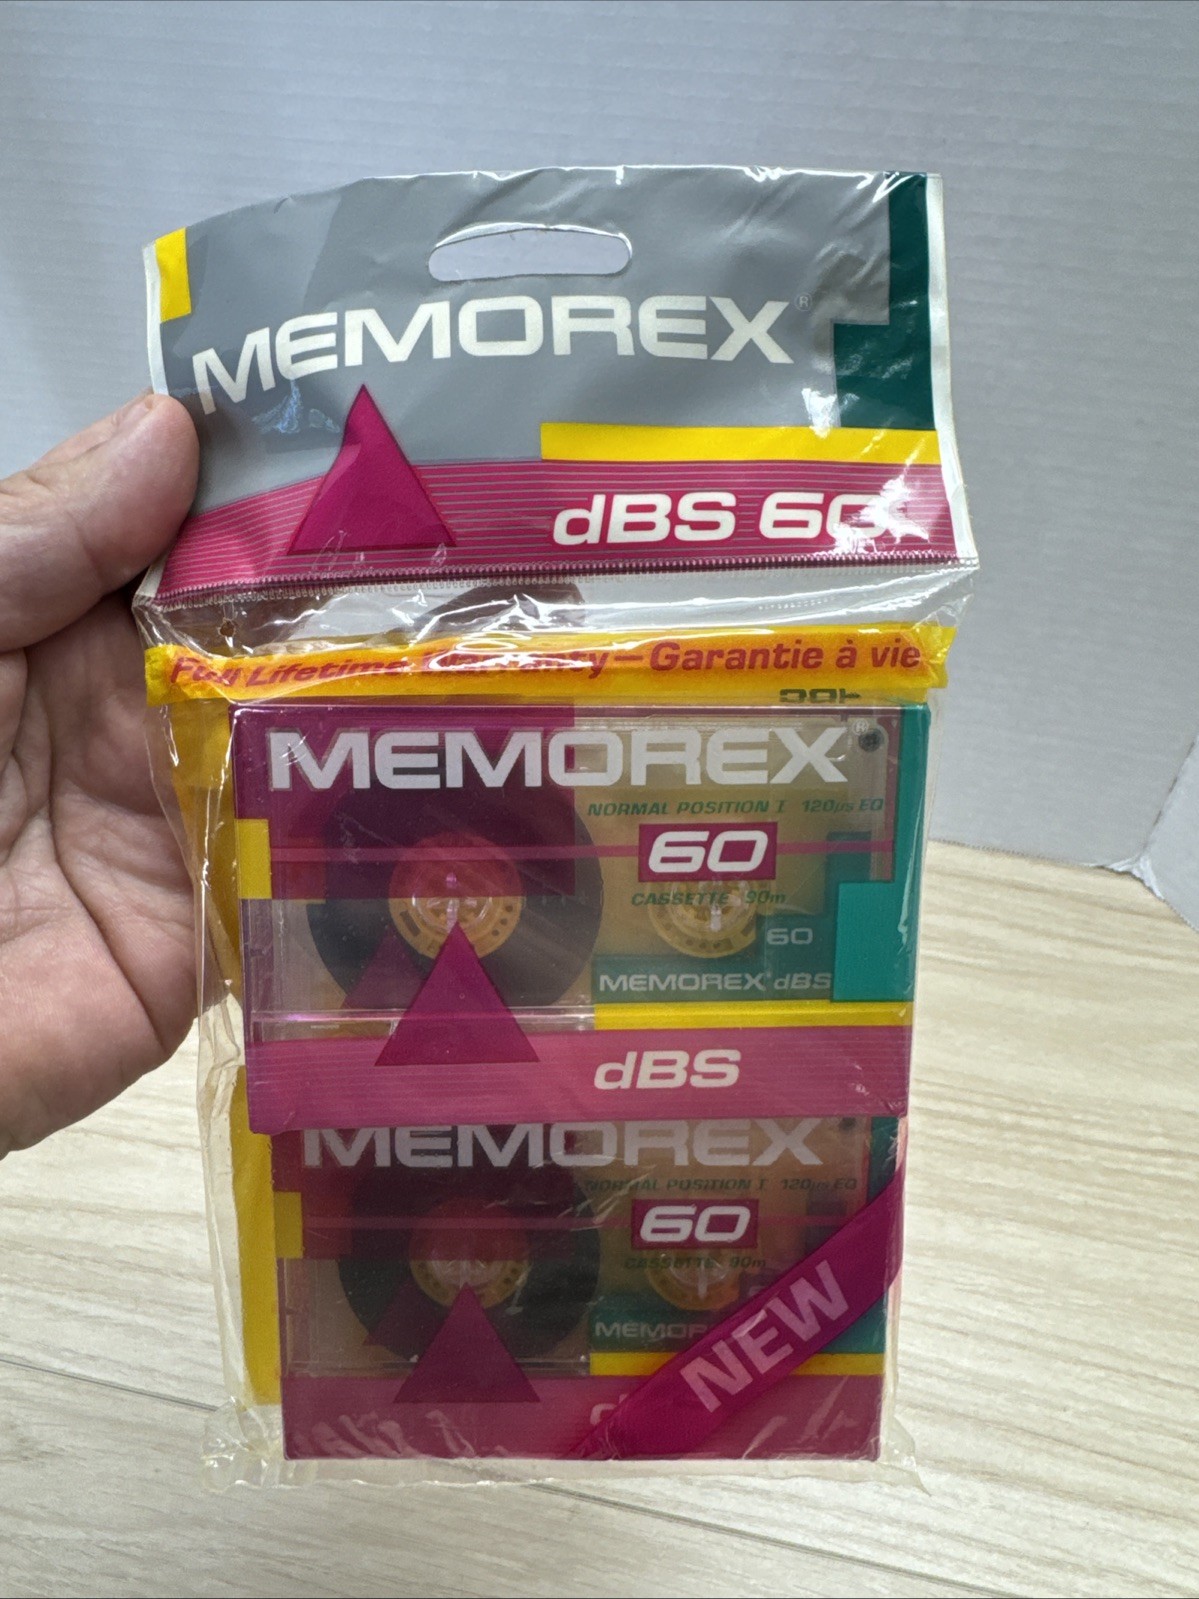 MEMOREX®
dBS 60
Full Lifetime Warranty – Garantie à vie
MEMOREX®
NORMAL POSITION I 120µs EQ
60
CASSETTE 90m
60
MEMOREX dBS
dBS
MEMOREX
NORMAL POSITION I 120µs EQ
60
CASSETTE 90m
NEW